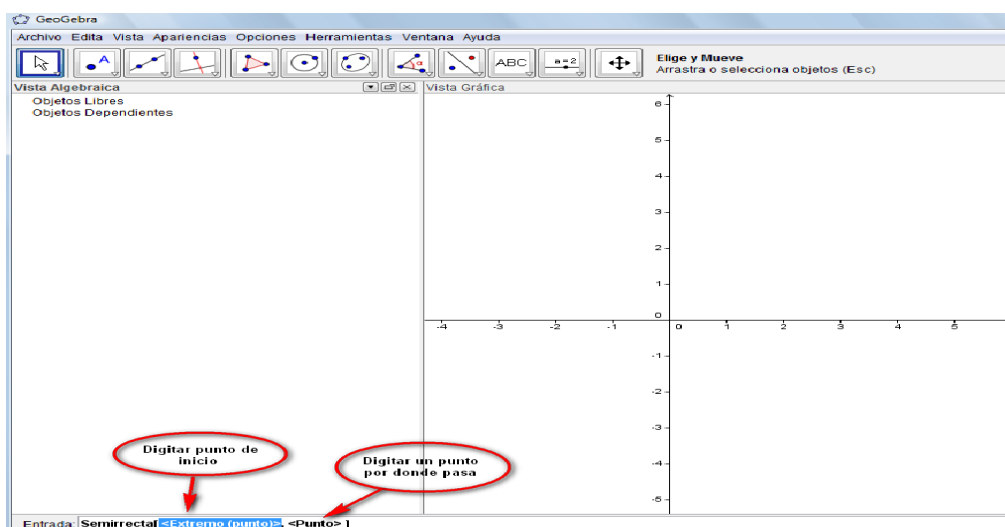 GeoGebra
Archivo Edita Vista Apariencias Opciones Herramientas Ventana Ayuda
A
α
ABC
a=2
Elige y Mueve
Arrastra o selecciona objetos (Esc)
Vista Algebraica
Vista Gráfica
Objetos Libres
Objetos Dependientes
6
5
4
3
2
1
0
-4 -3 -2 -1 0 1 2 3 4 5
-1
-2
-3
-4
-5
Digitar punto de
inicio
Digitar un punto
por donde pasa
Entrada: Semirrecta[ <Extremo (punto)>, <Punto> ]